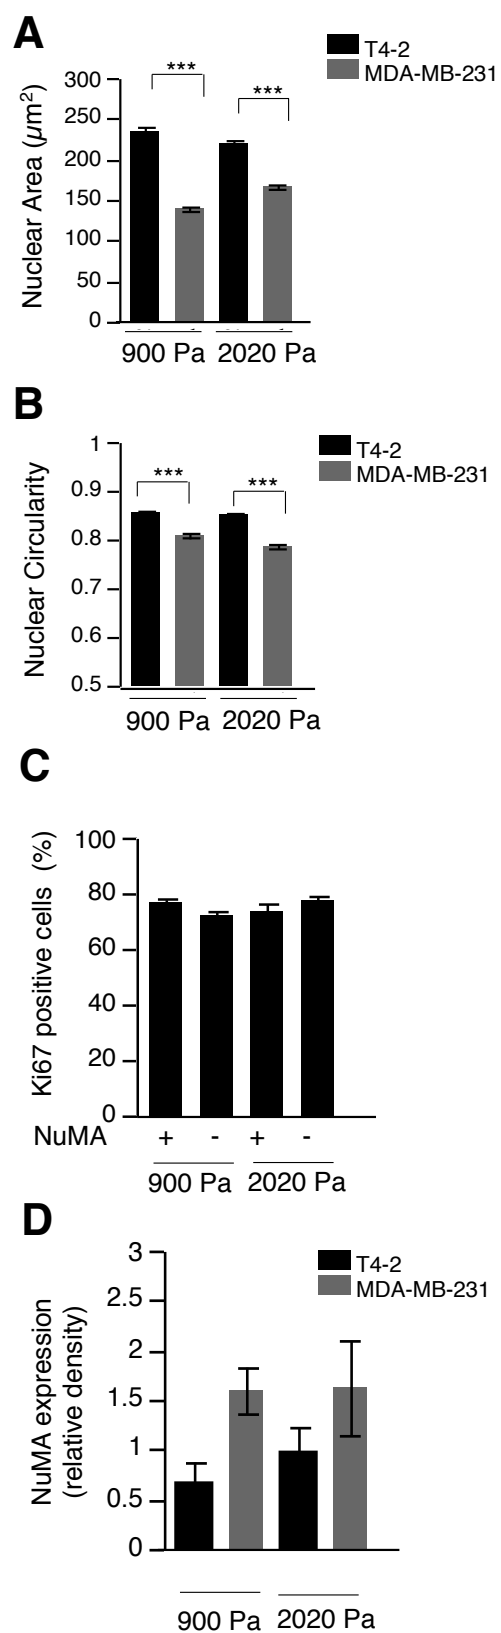 A
T4-2
MDA-MB-231
Nuclear Area (µm²)
300
250
200
150
100
50
0
***
***
900 Pa
2020 Pa
B
T4-2
MDA-MB-231
Nuclear Circularity
1
0.9
0.8
0.7
0.6
0.5
***
***
900 Pa
2020 Pa
C
Ki67 positive cells (%)
100
80
60
40
20
0
NuMA + - + -
900 Pa
2020 Pa
D
T4-2
MDA-MB-231
NuMA expression
(relative density)
3
2.5
2
1.5
1
0.5
0
900 Pa
2020 Pa